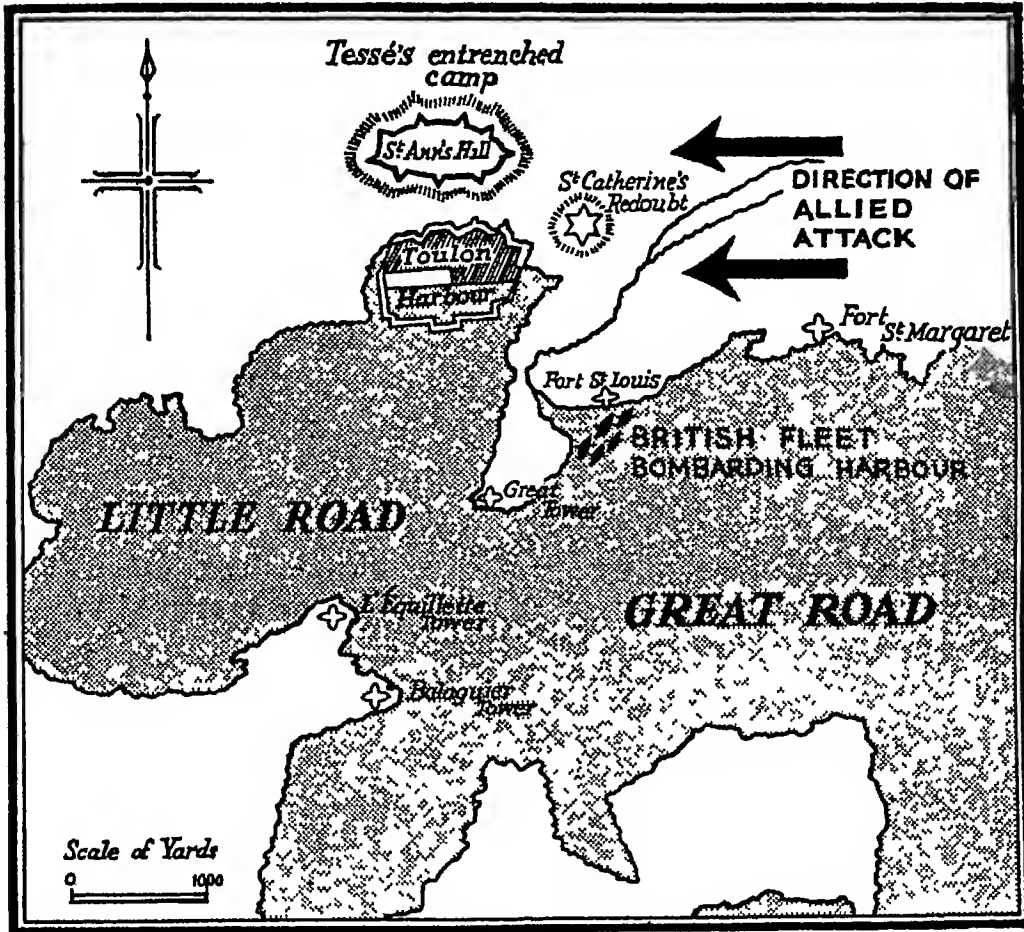 Tessé's entrenched
camp
St Ann's Hill
St Catherine's
Redoubt
DIRECTION OF
ALLIED
ATTACK
Toulon
Harbour
Fort
St Margaret
Fort St Louis
BRITISH FLEET
BOMBARDING HARBOUR
Great
Tower
LITTLE ROAD
GREAT ROAD
L'Equillette
Tower
Balaguier
Tower
Scale of Yards
0 1000